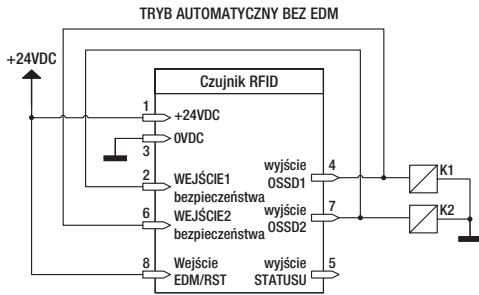 TRYB AUTOMATYCZNY BEZ EDM
+24VDC
Czujnik RFID
1
+24VDC
0VDC
3
2
WEJŚCIE1
bezpieczeństwa
6
WEJŚCIE2
bezpieczeństwa
8
Wejście
EDM/RST
wyjście
OSSD1
4
wyjście
OSSD2
7
wyjście
STATUSU
5
K1
K2